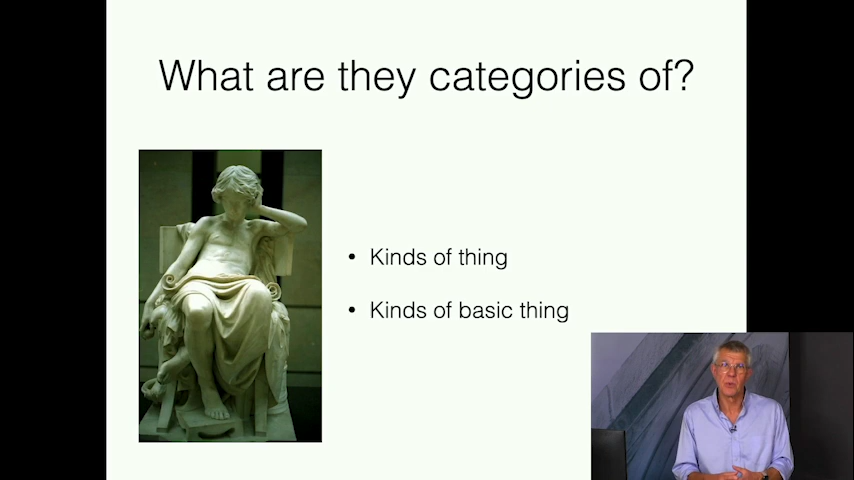 What are they categories of?
• Kinds of thing
• Kinds of basic thing